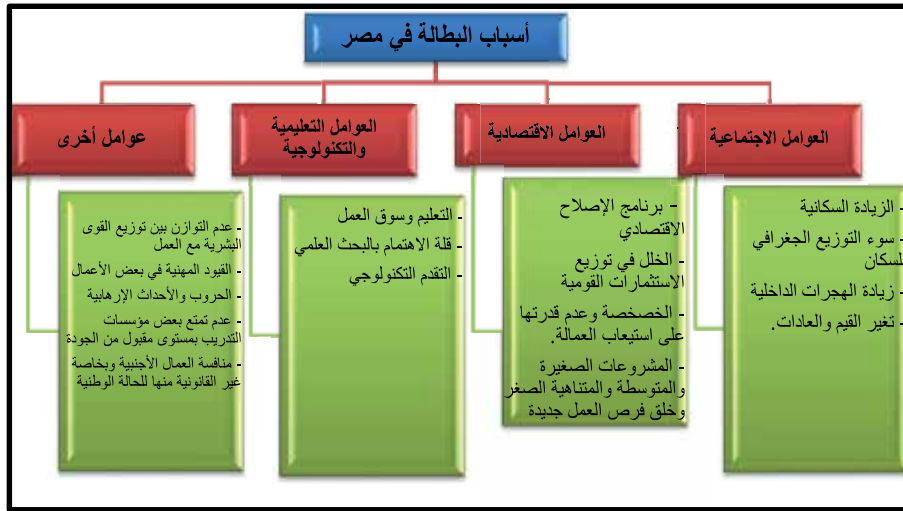 أسباب البطالة في مصر
العوامل الاجتماعية
- الزيادة السكانية
- سوء التوزيع الجغرافي
للسكان
- زيادة الهجرات الداخلية
- تغير القيم والعادات.
العوامل الاقتصادية
- برنامج الإصلاح
الاقتصادي
- الخلل في توزيع
الاستثمارات القومية
- الخصخصة وعدم قدرتها
على استيعاب العمالة.
- المشروعات الصغيرة
والمتوسطة والمتناهية الصغر
وخلق فرص العمل جديدة
العوامل التعليمية
والتكنولوجية
- التعليم وسوق العمل
- قلة الاهتمام بالبحث العلمي
- التقدم التكنولوجي
عوامل أخرى
- عدم التوازن بين توزيع القوى
البشرية مع العمل
- القيود المهنية في بعض الأعمال
- الحروب والأحداث الإرهابية
- عدم تمتع بعض مؤسسات
التدريب بمستوى مقبول من الجودة
- منافسة العمال الأجنبية وبخاصة
غير القانونية منها للحالة الوطنية